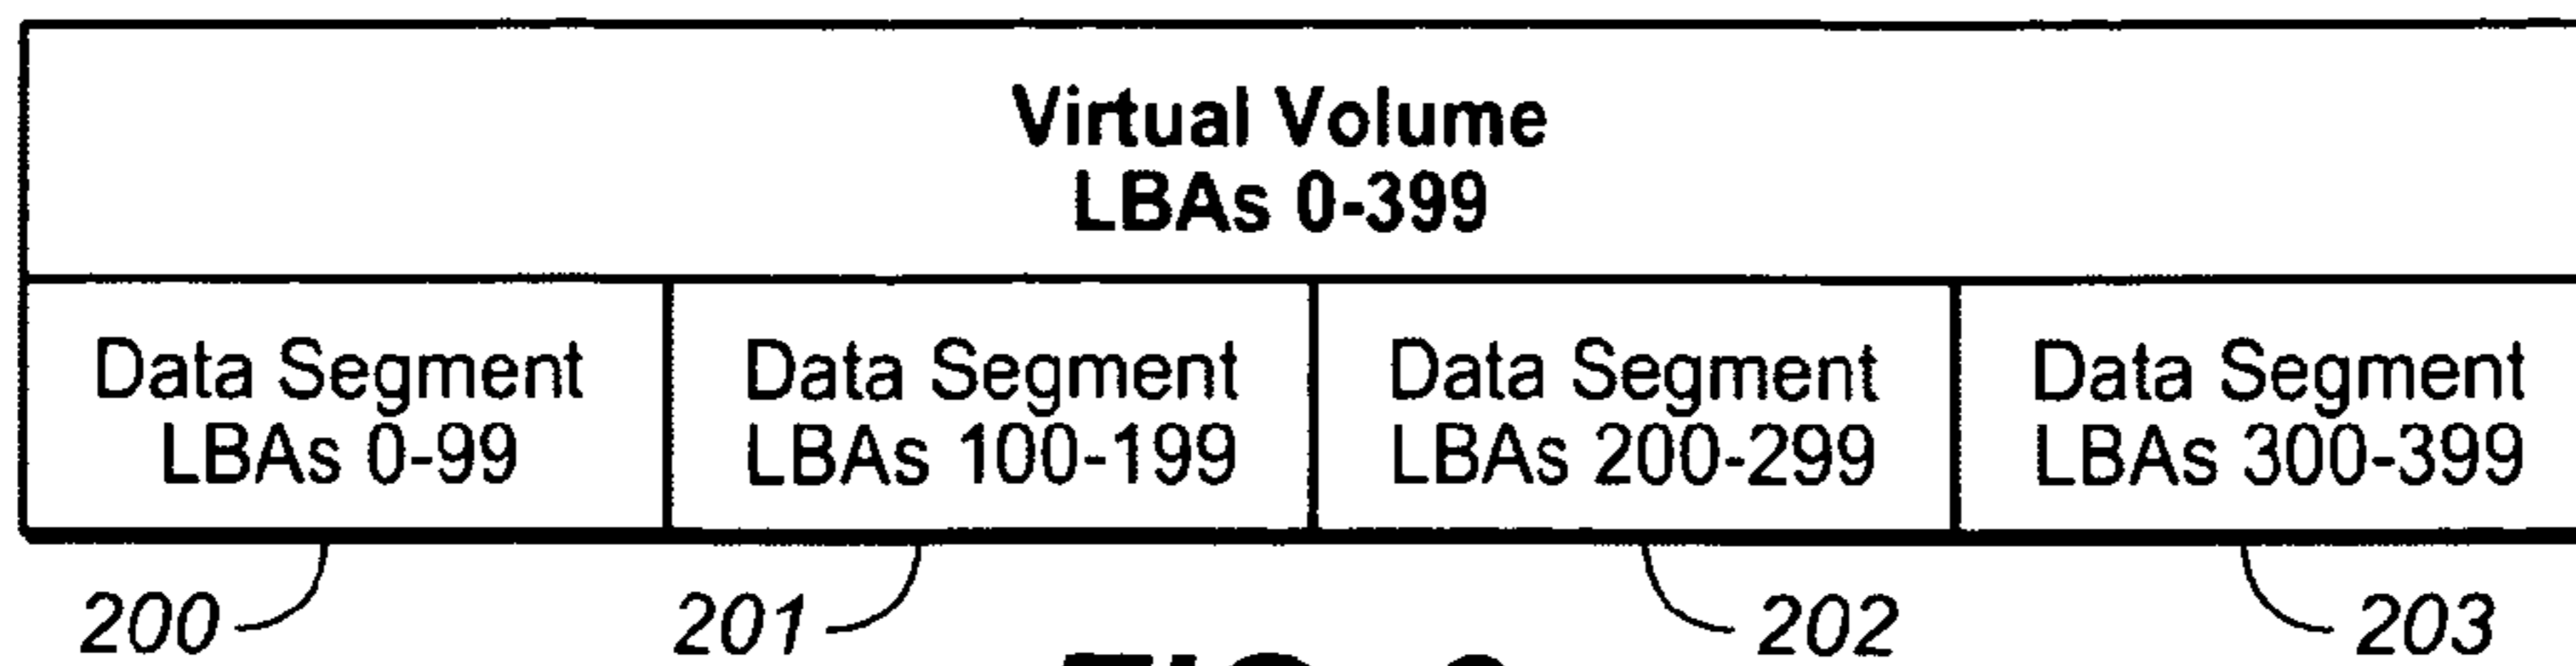 Virtual Volume
LBAs 0-399
Data Segment
LBAs 0-99
Data Segment
LBAs 100-199
Data Segment
LBAs 200-299
Data Segment
LBAs 300-399
200
201
202
203